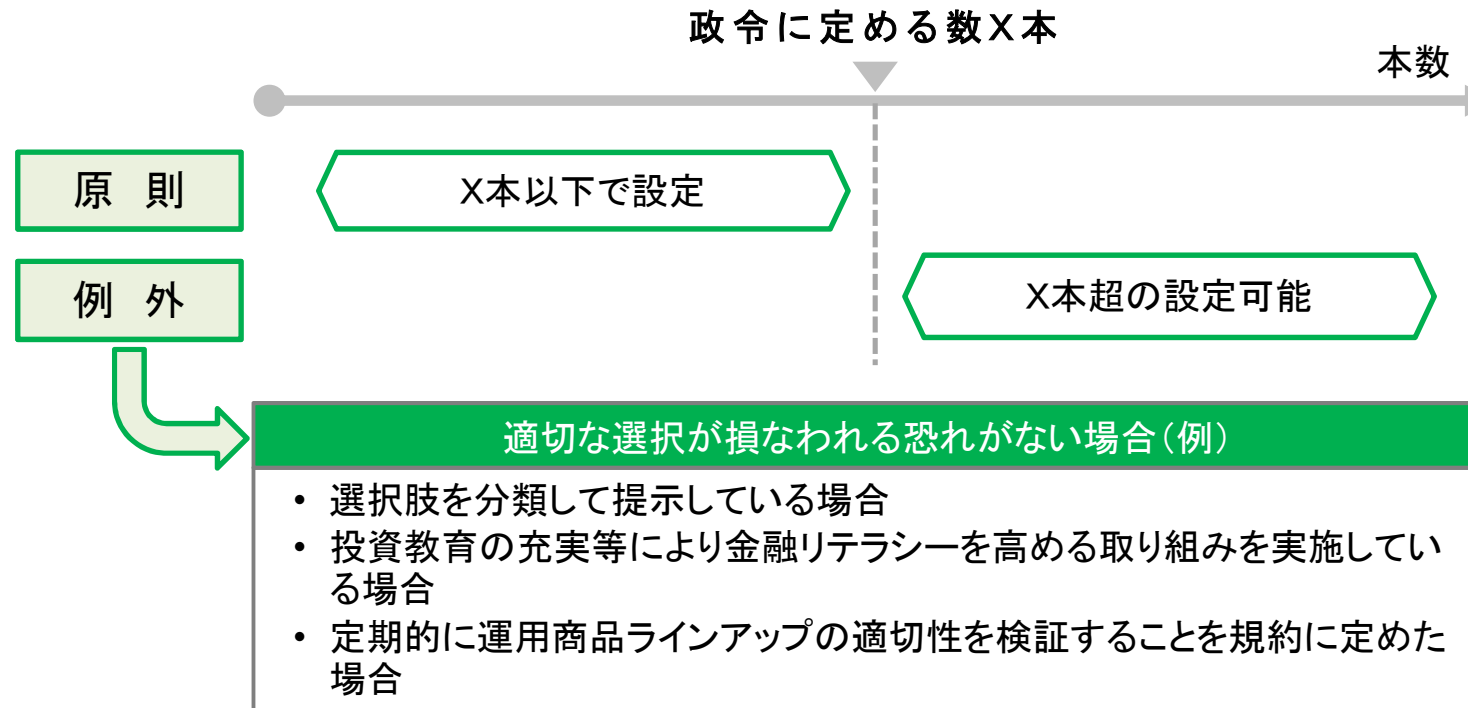 政令に定める数X本
本数
原 則
X本以下で設定
例 外
X本超の設定可能
適切な選択が損なわれる恐れがない場合（例）
• 選択肢を分類して提示している場合
• 投資教育の充実等により金融リテラシーを高める取り組みを実施してい
る場合
• 定期的に運用商品ラインアップの適切性を検証することを規約に定めた
場合